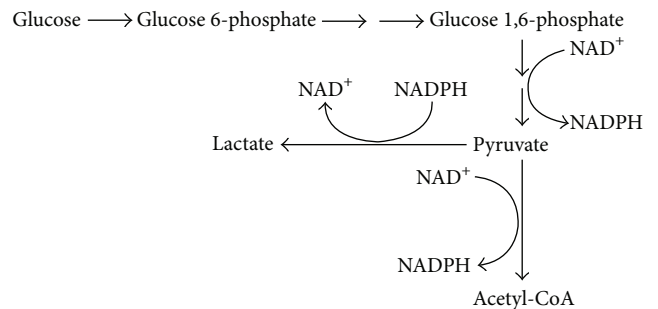 Glucose Glucose 6-phosphate Glucose 1,6-phosphate
NAD⁺
NAD⁺ NADPH
NADPH
Lactate Pyruvate
NAD⁺
NADPH
Acetyl-CoA